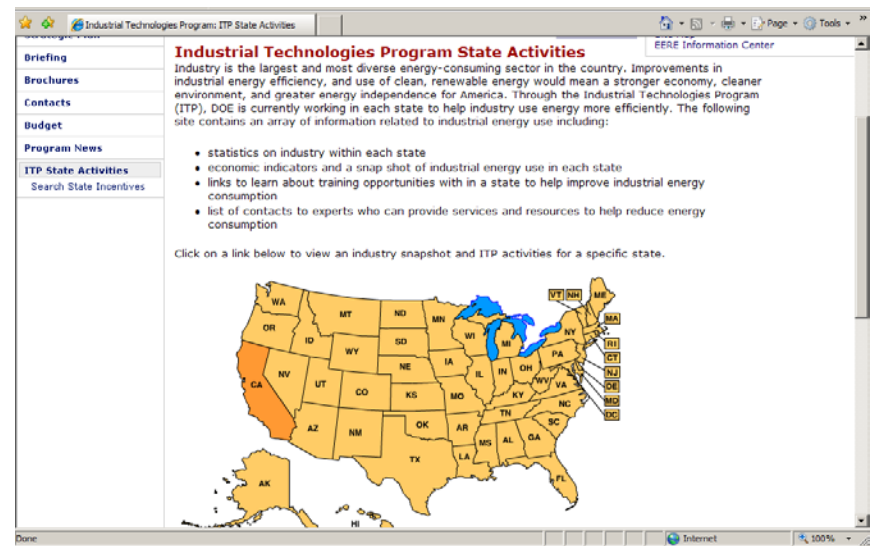 Industrial Technologies Program: ITP State Activities
Page
Tools
»
EERE Information Center
Briefing
Brochures
Contacts
Budget
Program News
ITP State Activities
Search State Incentives
Industrial Technologies Program State Activities
Industry is the largest and most diverse energy-consuming sector in the country. Improvements in
industrial energy efficiency, and use of clean, renewable energy would mean a stronger economy, cleaner
environment, and greater energy independence for America. Through the Industrial Technologies Program
(ITP), DOE is currently working in each state to help industry use energy more efficiently. The following
site contains an array of information related to industrial energy use including:
• statistics on industry within each state
• economic indicators and a snap shot of industrial energy use in each state
• links to learn about training opportunities with in a state to help improve industrial energy
consumption
• list of contacts to experts who can provide services and resources to help reduce energy
consumption
Click on a link below to view an industry snapshot and ITP activities for a specific state.
VT NH ME
WA MT ND MN
MA
OR ID SD WI MI NY
RI
WY IA PA
CT
NE IL IN OH
NJ
CA NV UT CO KS MO KY WV VA
DE
MD
NC
DC
AZ NM OK AR TN SC
MS AL GA
TX LA
FL
AK
HI
Done
Internet
100%